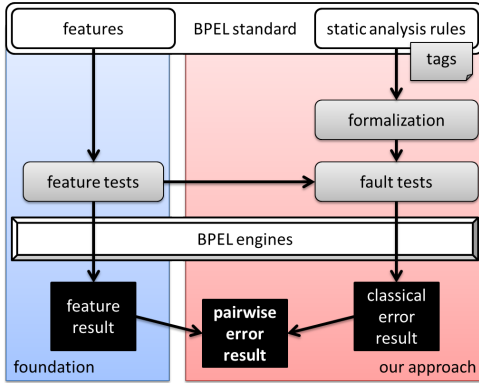 features
BPEL standard
static analysis rules
tags
formalization
feature tests
fault tests
BPEL engines
feature
result
pairwise
error
result
classical
error
result
foundation
our approach